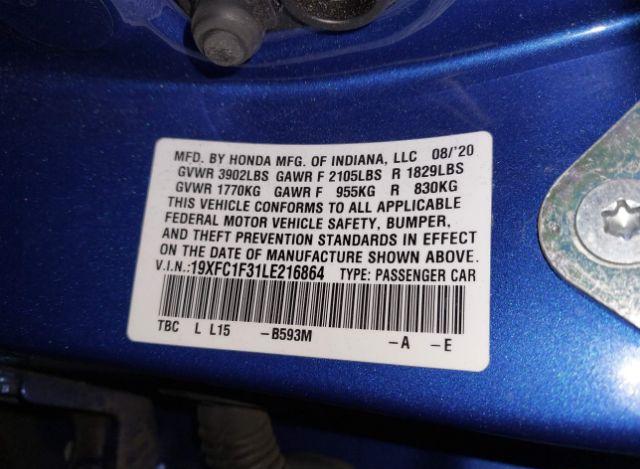 MFD. BY HONDA MFG. OF INDIANA, LLC 08/'20
GVWR 3902LBS GAWR F 2105LBS R 1829LBS
GVWR 1770KG GAWR F 955KG R 830KG
THIS VEHICLE CONFORMS TO ALL APPLICABLE
FEDERAL MOTOR VEHICLE SAFETY, BUMPER,
AND THEFT PREVENTION STANDARDS IN EFFECT
ON THE DATE OF MANUFACTURE SHOWN ABOVE.
V.I.N.:19XFC1F31LE216864 TYPE: PASSENGER CAR
TBC L L15 -B593M -A -E